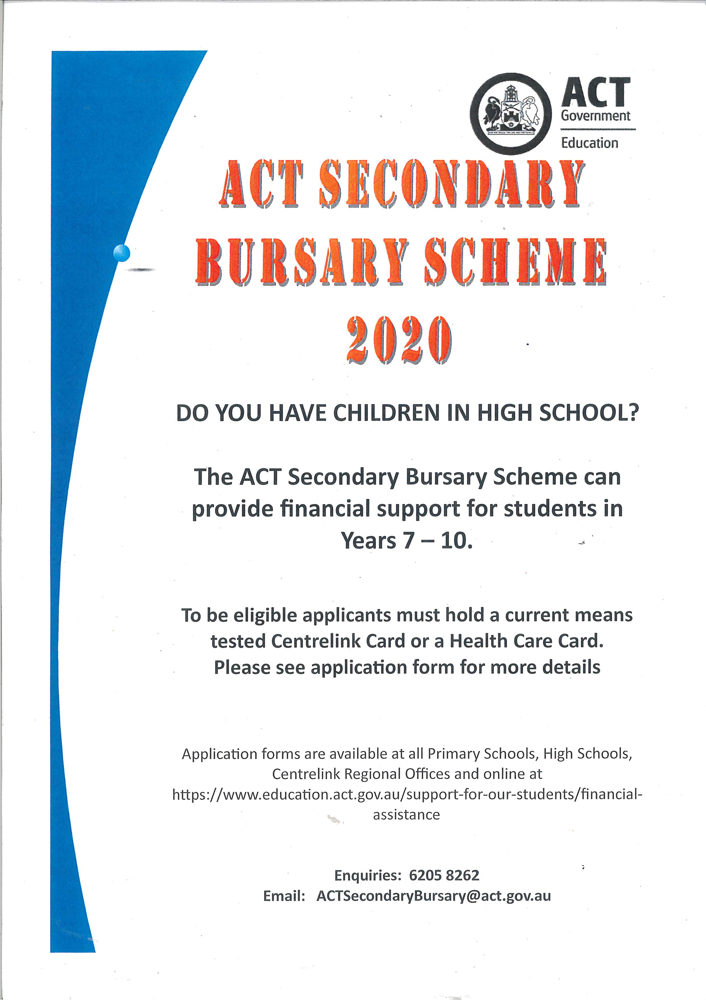 ACT
Government
Education
ACT SECONDARY
BURSARY SCHEME
2020
DO YOU HAVE CHILDREN IN HIGH SCHOOL?
The ACT Secondary Bursary Scheme can
provide financial support for students in
Years 7 – 10.
To be eligible applicants must hold a current means
tested Centrelink Card or a Health Care Card.
Please see application form for more details
Application forms are available at all Primary Schools, High Schools,
Centrelink Regional Offices and online at
https://www.education.act.gov.au/support-for-our-students/financial-
assistance
Enquiries: 6205 8262
Email: ACTSecondaryBursary@act.gov.au